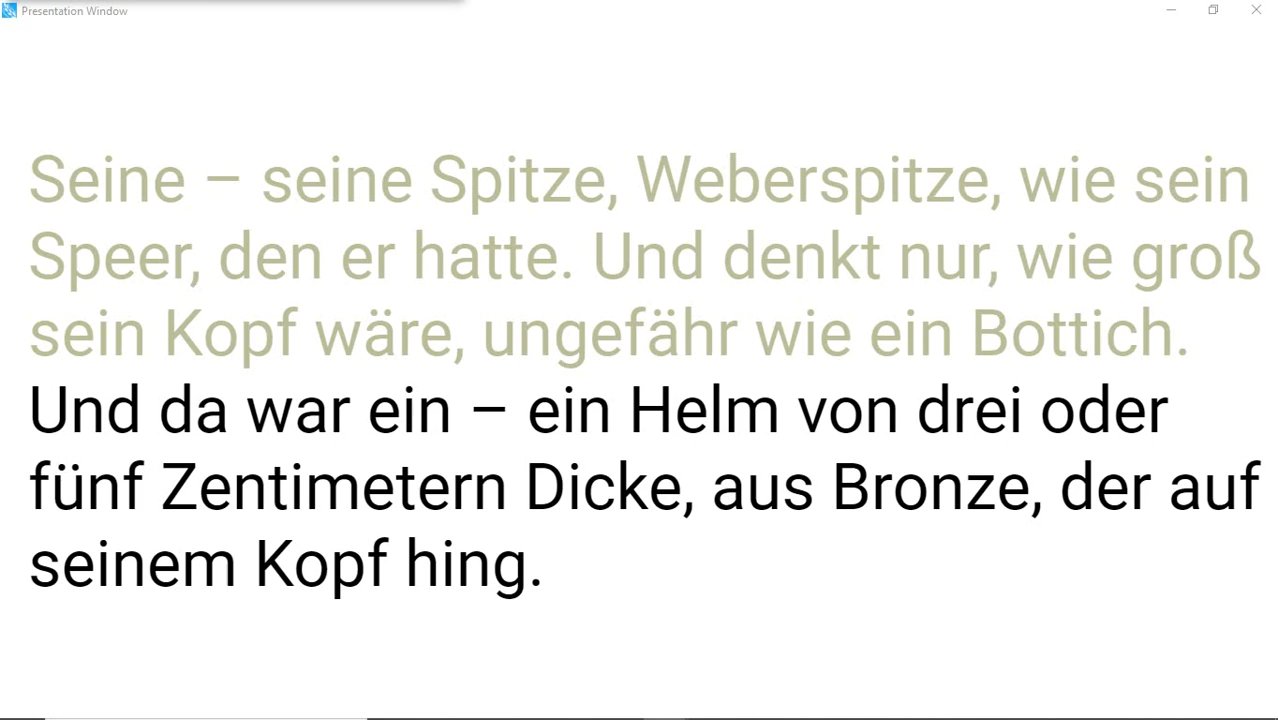 Presentation Window
Seine – seine Spitze, Weberspitze, wie sein
Speer, den er hatte. Und denkt nur, wie groß
sein Kopf wäre, ungefähr wie ein Bottich.
Und da war ein – ein Helm von drei oder
fünf Zentimetern Dicke, aus Bronze, der auf
seinem Kopf hing.